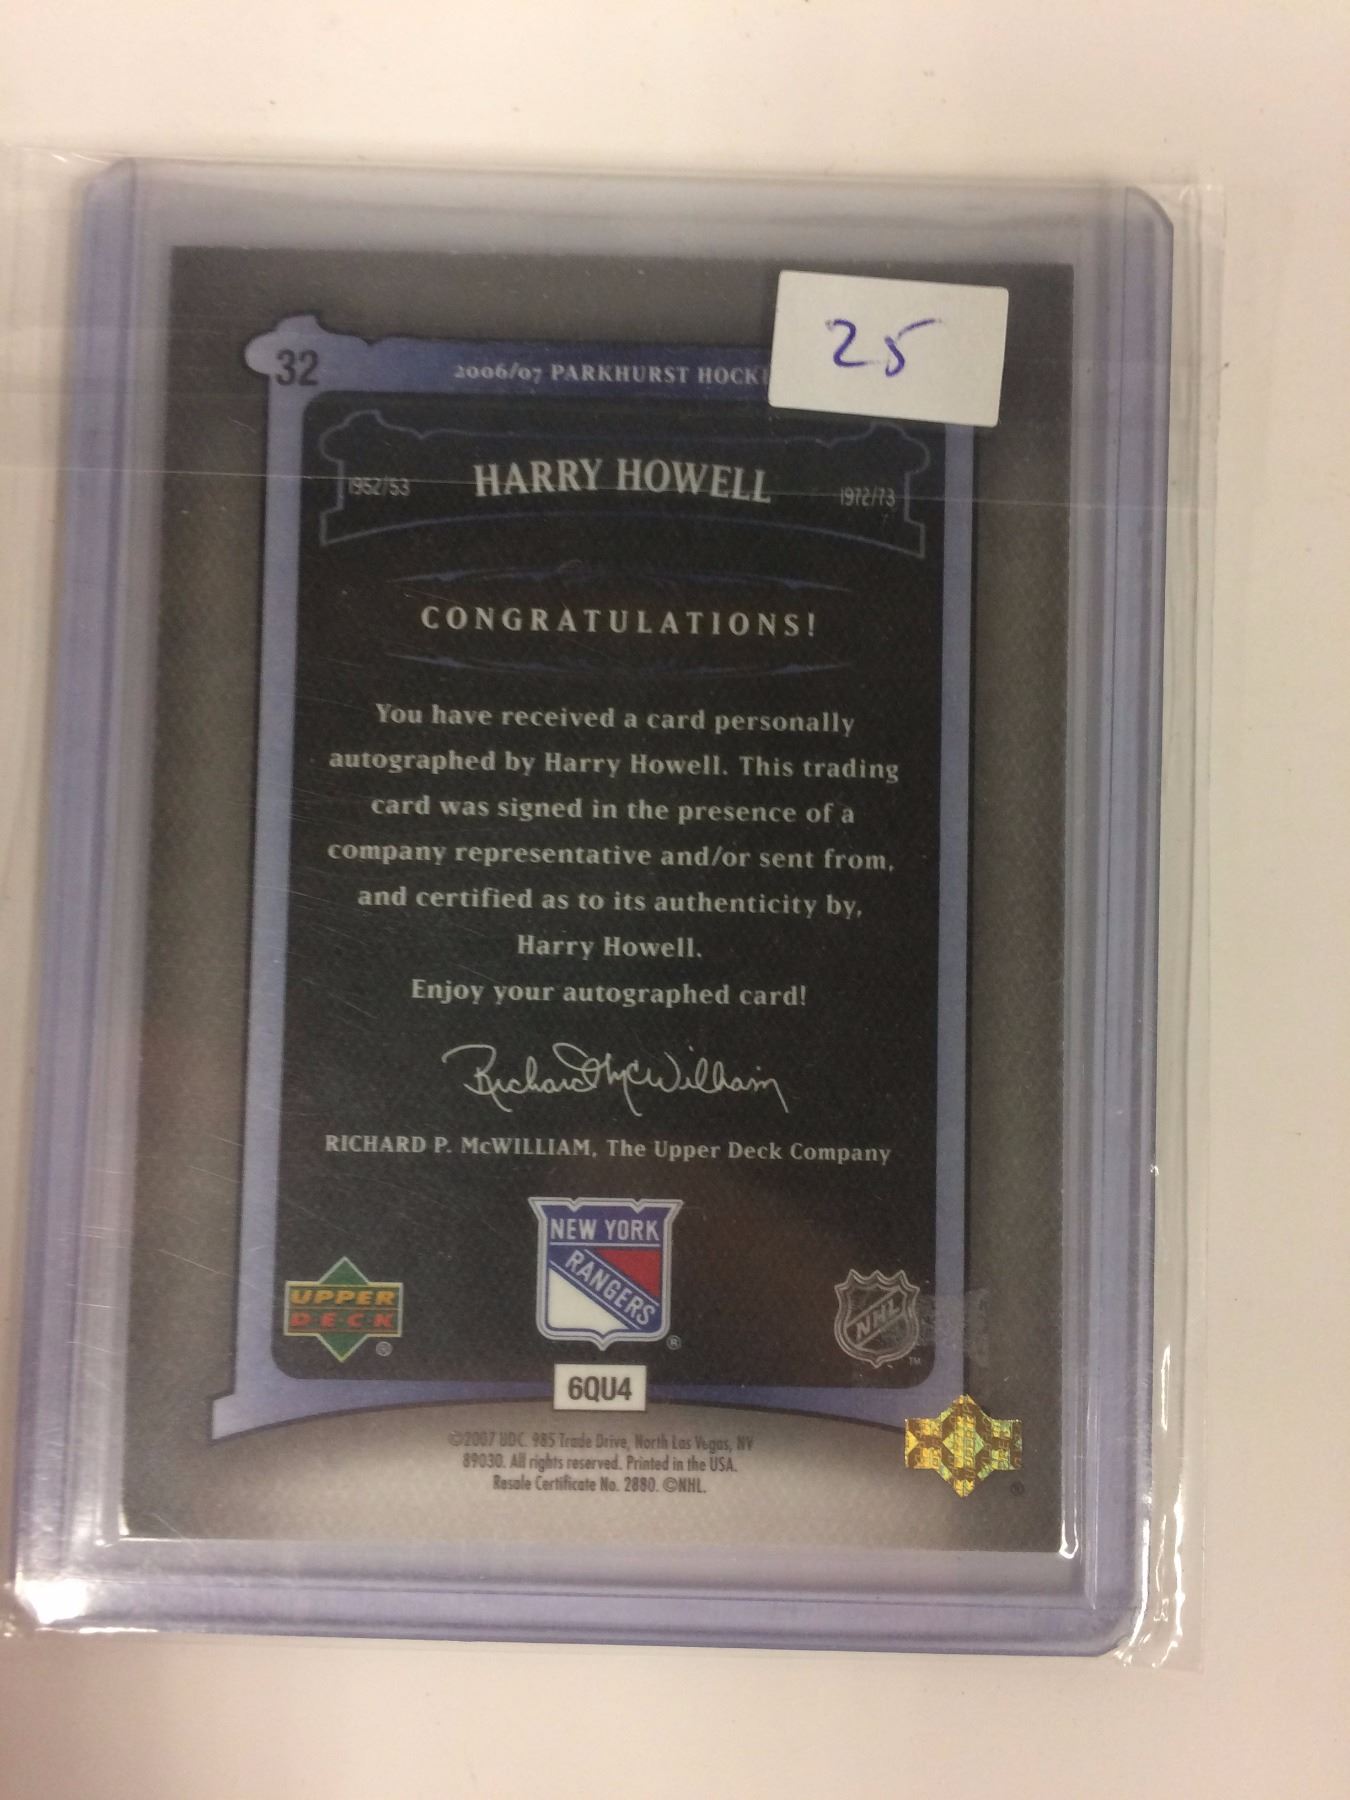 25
32
2006/07 PARKHURST
HARRY HOWELL
1952/53
1972/73
CONGRATULATIONS!
You have received a card personally
autographed by Harry Howell. This trading
card was signed in the presence of a
company representative and/or sent from,
and certified as to its authenticity by,
Harry Howell.
Enjoy your autographed card!
Richard McWilliam
RICHARD P. McWILLIAM, The Upper Deck Company
NEW YORK
RANGERS
®
UPPER
DECK
®
NHL
TM
6QU4
©2007 UDC. 985 Trade Drive, North Las Vegas, NV
89030. All rights reserved. Printed in the USA.
Resale Certificate No. 2880. ©NHL.
®